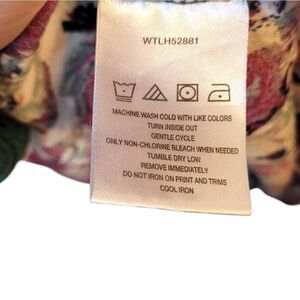 WTLH52881
MACHINE WASH COLD WITH LIKE COLORS
TURN INSIDE OUT
GENTLE CYCLE
ONLY NON-CHLORINE BLEACH WHEN NEEDED
TUMBLE DRY LOW
REMOVE IMMEDIATELY
DO NOT IRON ON PRINT AND TRIMS
COOL IRON